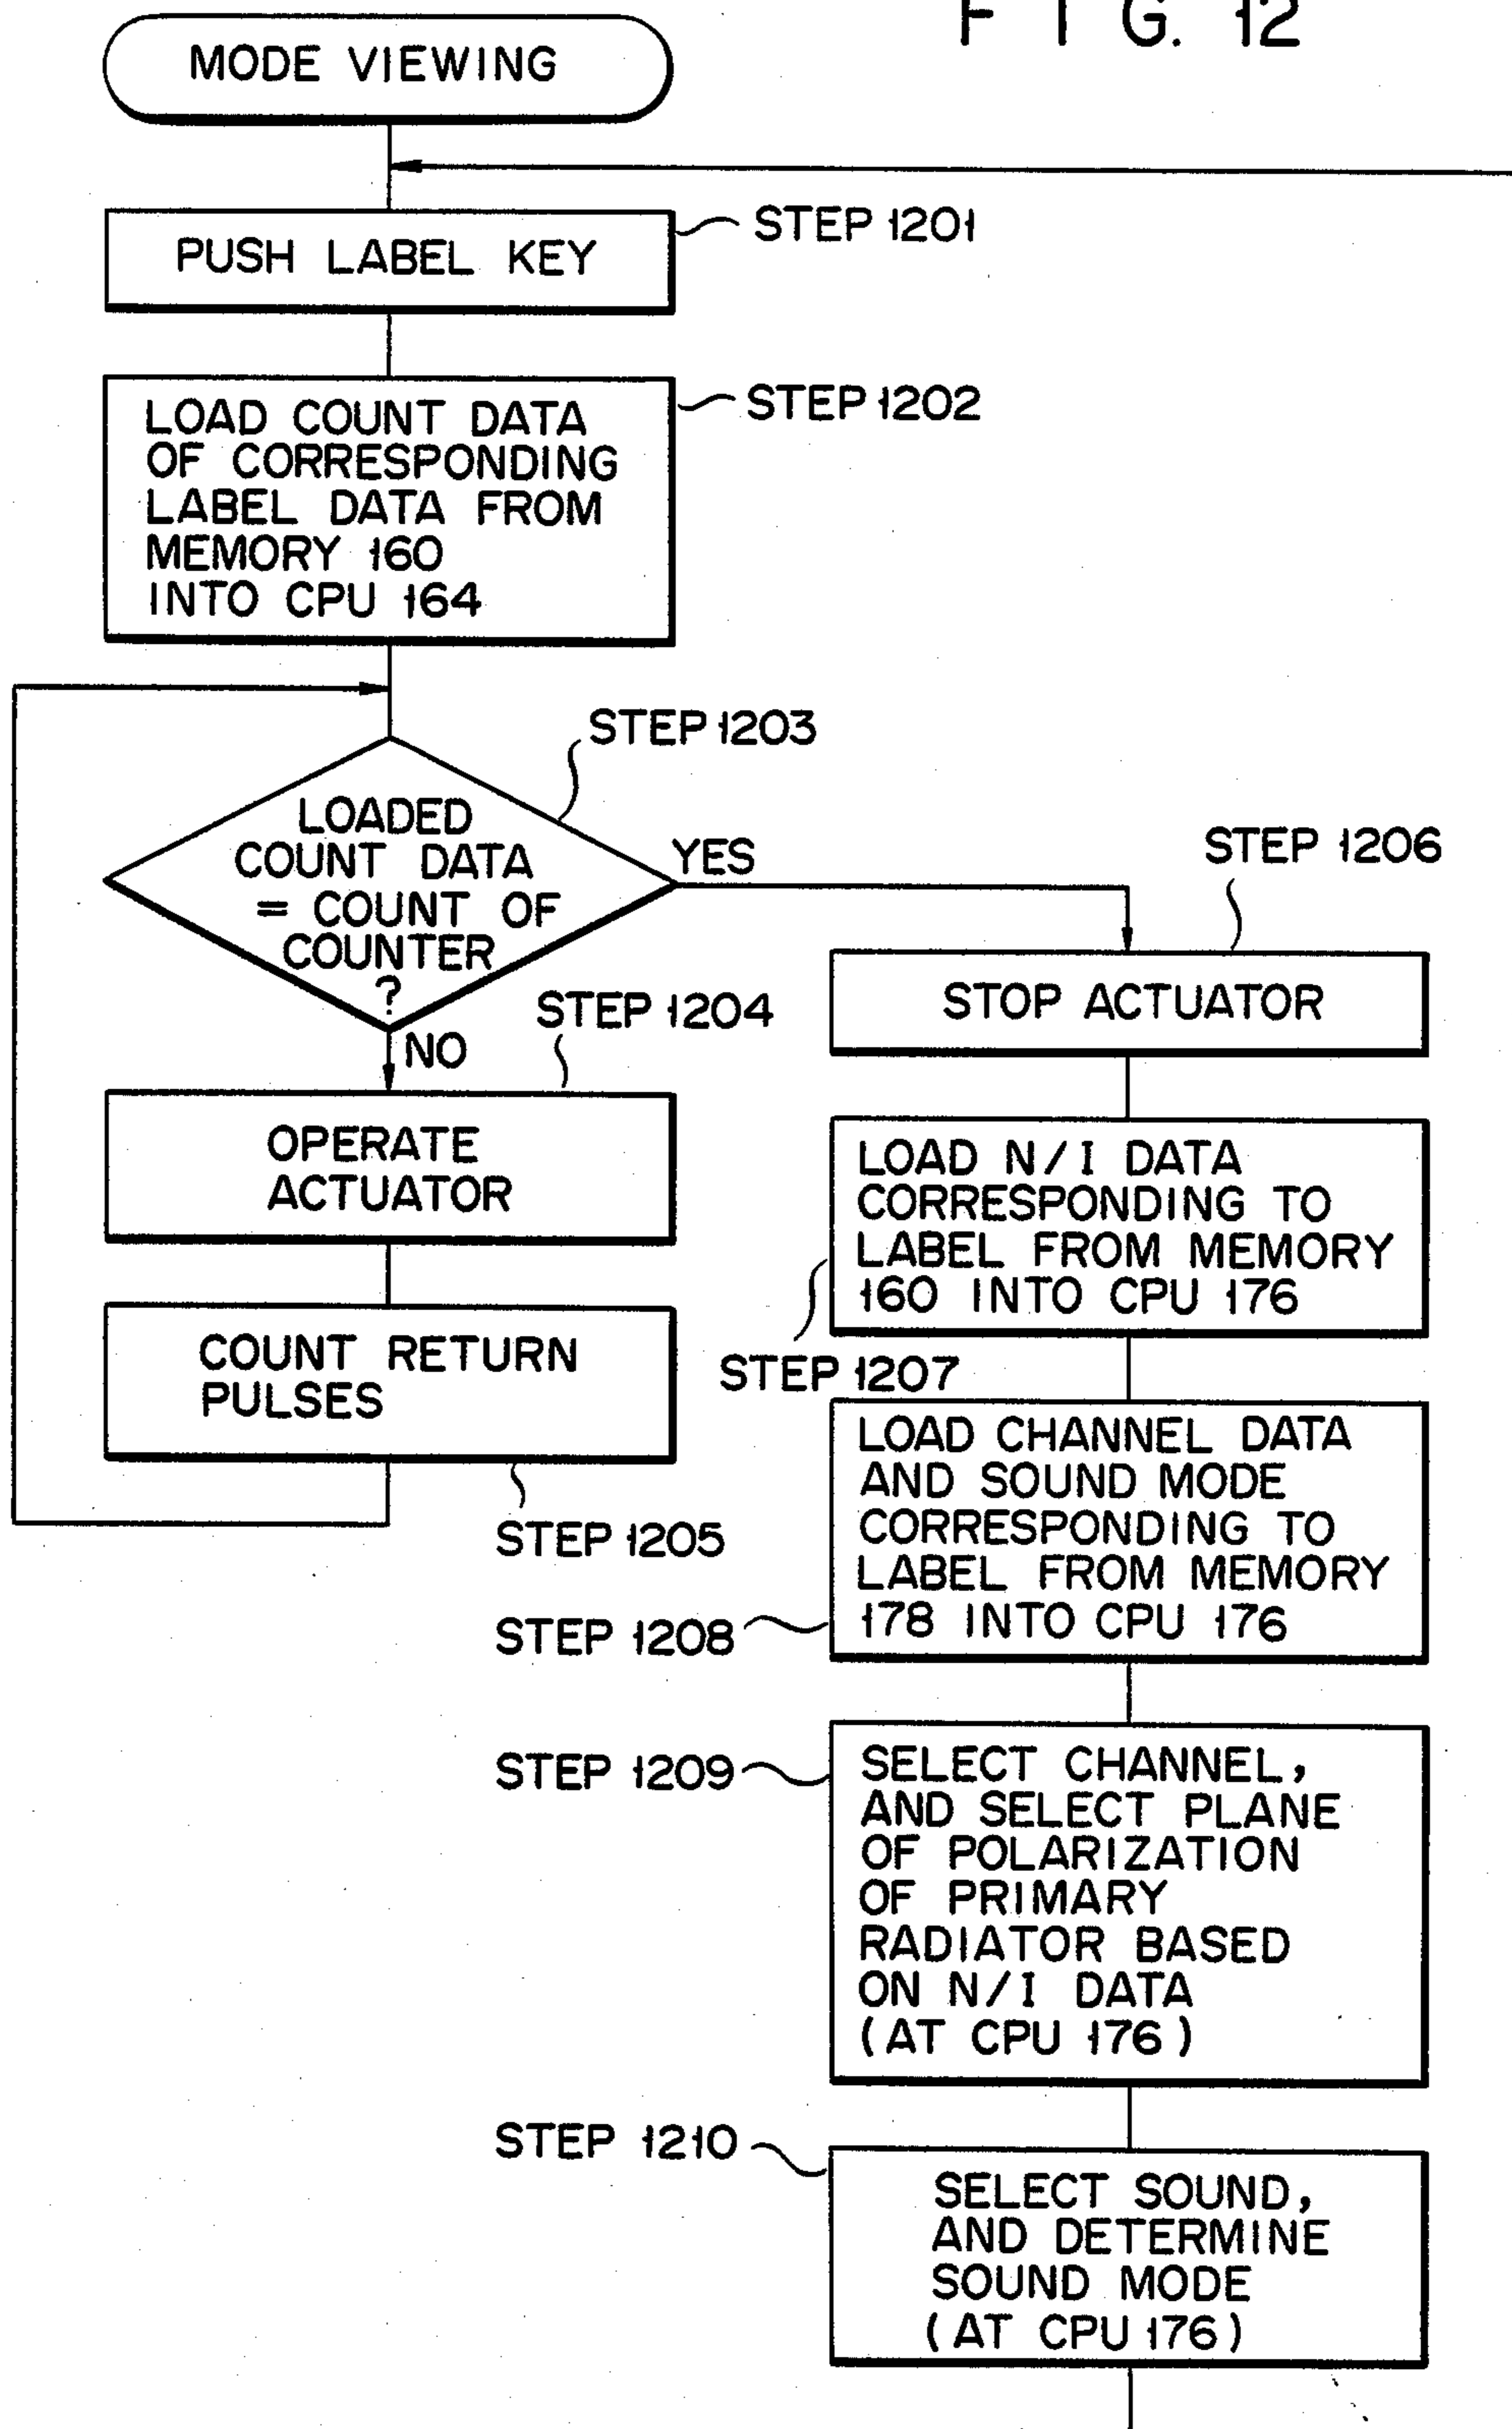 F I G. 12
MODE VIEWING
PUSH LABEL KEY
STEP 1201
LOAD COUNT DATA
OF CORRESPONDING
LABEL DATA FROM
MEMORY 160
INTO CPU 164
STEP 1202
LOADED
COUNT DATA
= COUNT OF
COUNTER
?
STEP 1203
YES
NO
STEP 1204
OPERATE
ACTUATOR
COUNT RETURN
PULSES
STEP 1205
STEP 1206
STOP ACTUATOR
LOAD N/I DATA
CORRESPONDING TO
LABEL FROM MEMORY
160 INTO CPU 176
STEP 1207
LOAD CHANNEL DATA
AND SOUND MODE
CORRESPONDING TO
LABEL FROM MEMORY
178 INTO CPU 176
STEP 1208
STEP 1209
SELECT CHANNEL,
AND SELECT PLANE
OF POLARIZATION
OF PRIMARY
RADIATOR BASED
ON N/I DATA
(AT CPU 176)
STEP 1210
SELECT SOUND,
AND DETERMINE
SOUND MODE
(AT CPU 176)